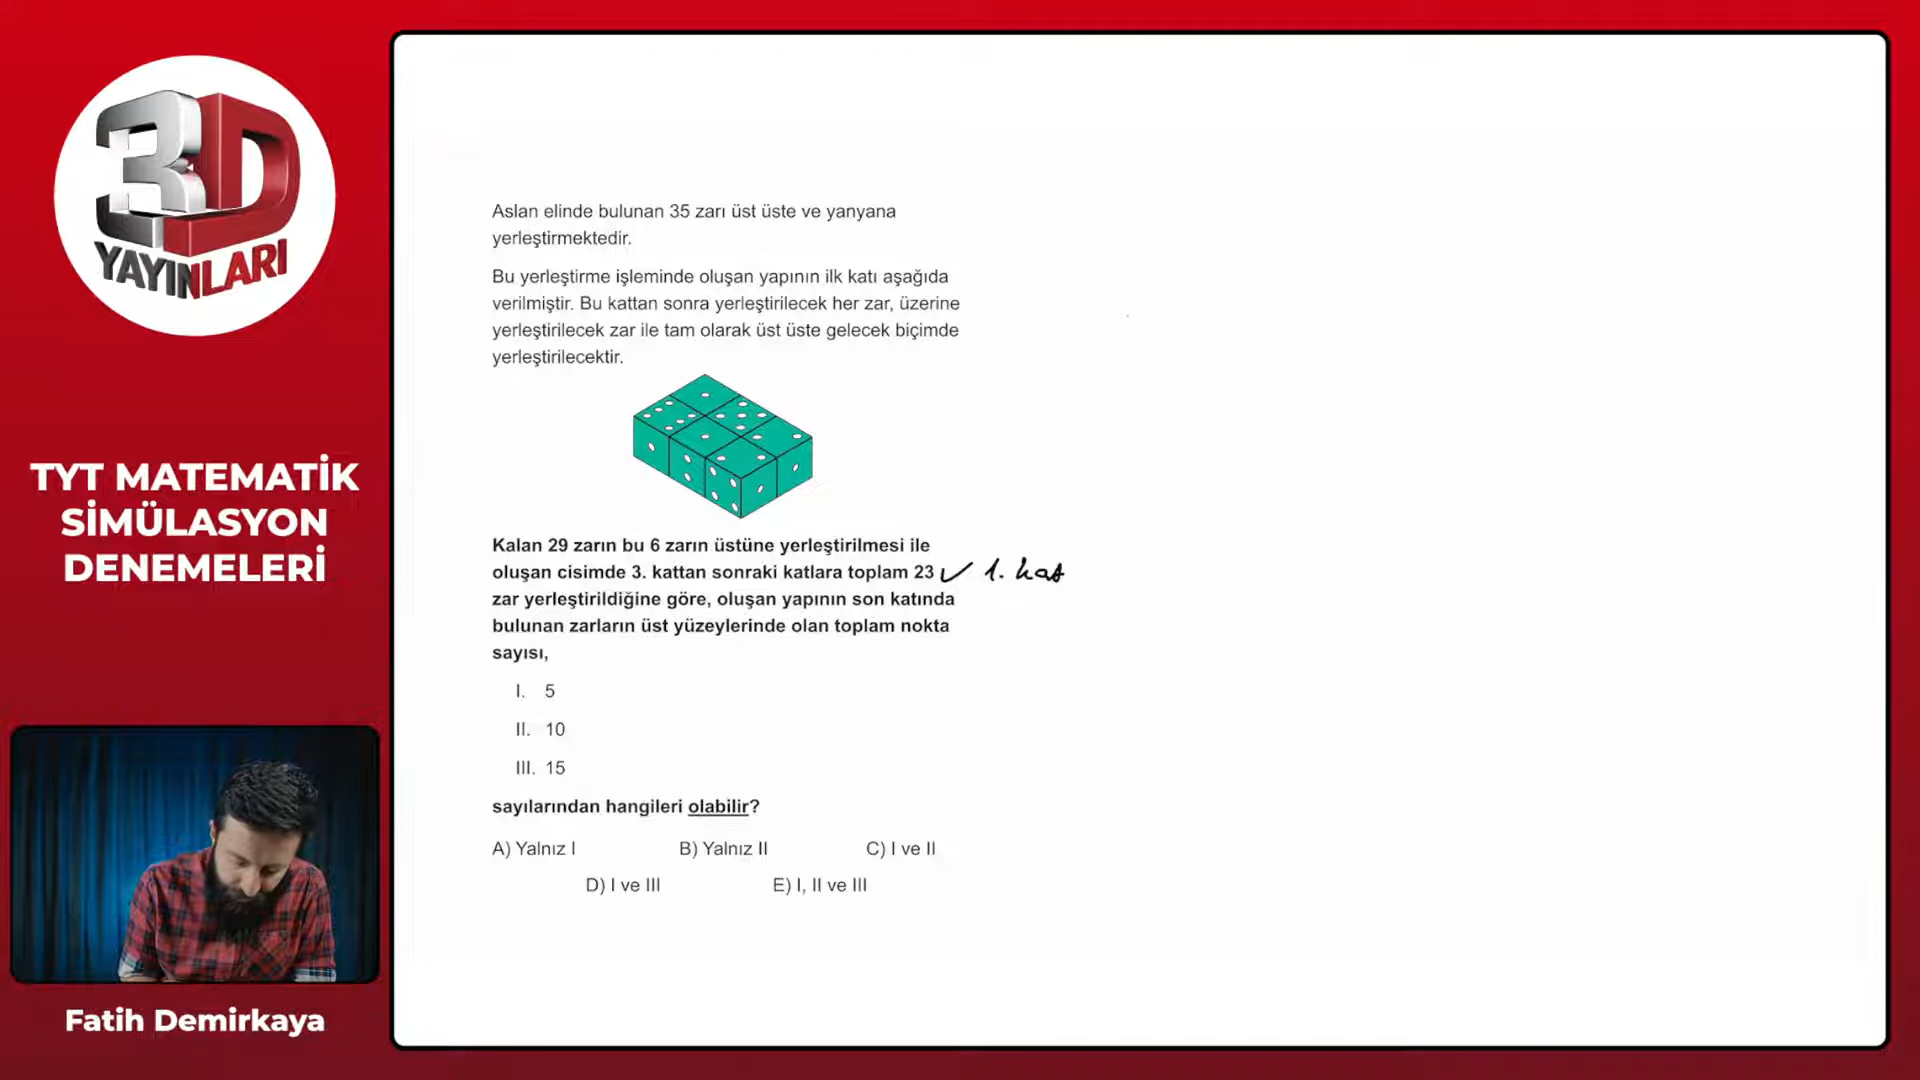 3D
YAYINLARI
TYT MATEMATİK
SİMÜLASYON
DENEMELERİ
Fatih Demirkaya
Aslan elinde bulunan 35 zarı üst üste ve yanyana
yerleştirmektedir.
Bu yerleştirme işleminde oluşan yapının ilk katı aşağıda
verilmiştir. Bu kattan sonra yerleştirilecek her zar, üzerine
yerleştirilecek zar ile tam olarak üst üste gelecek biçimde
yerleştirilecektir.
Kalan 29 zarın bu 6 zarın üstüne yerleştirilmesi ile
oluşan cisimde 3. kattan sonraki katlara toplam 23 ✓ 1. kat
zar yerleştirildiğine göre, oluşan yapının son katında
bulunan zarların üst yüzeylerinde olan toplam nokta
sayısı,
I. 5
II. 10
III. 15
sayılarından hangileri olabilir?
A) Yalnız I B) Yalnız II C) I ve II
D) I ve III E) I, II ve III